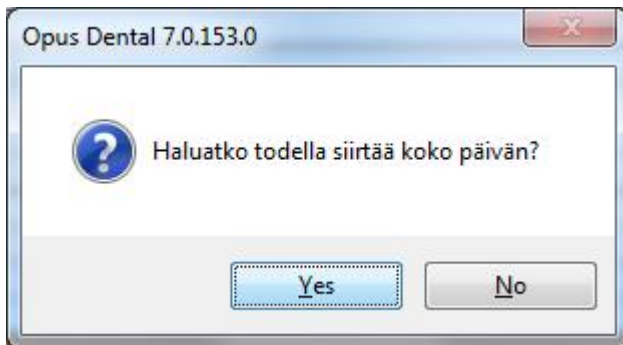 Opus Dental 7.0.153.0
Haluatko todella siirtää koko päivän?
Yes
No